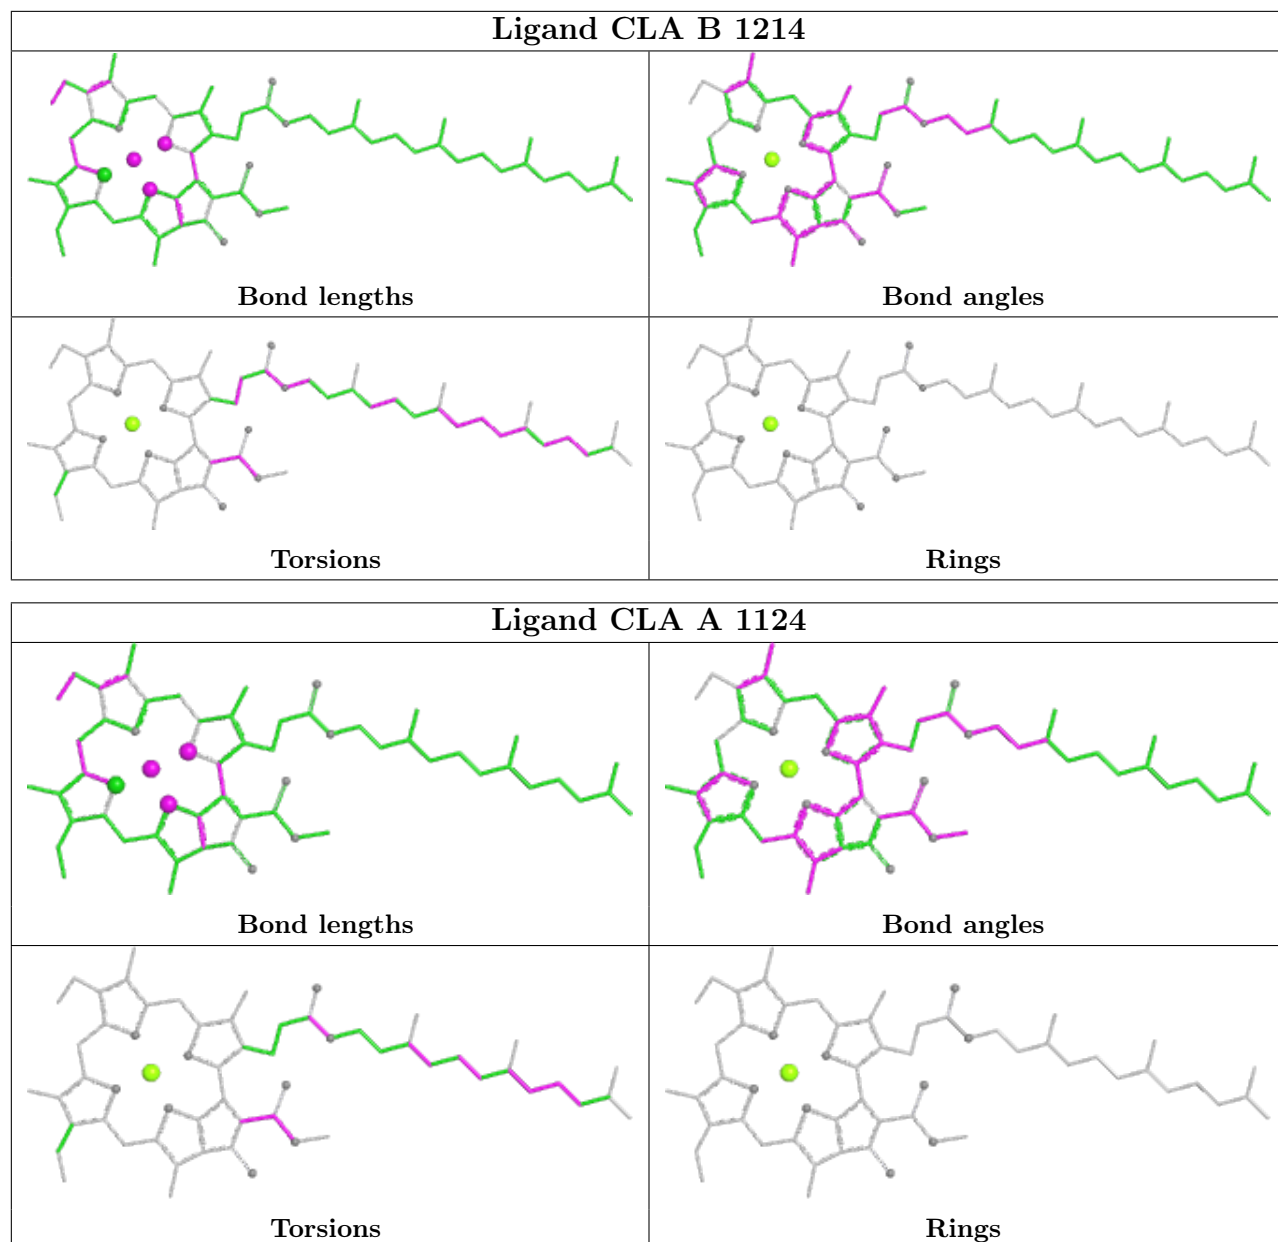 Ligand CLA B 1214
Bond lengths
Bond angles
Torsions
Rings
Ligand CLA A 1124
Bond lengths
Bond angles
Torsions
Rings